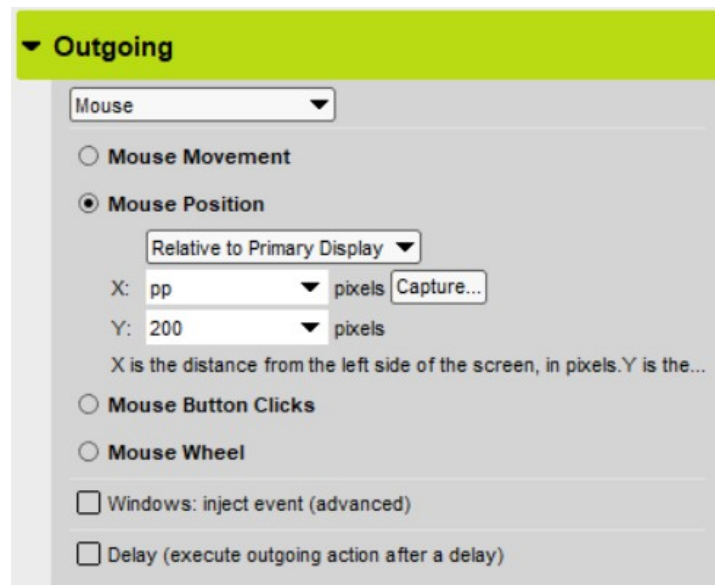 Outgoing
Mouse
Mouse Movement
Mouse Position
Relative to Primary Display
X: pp pixels Capture...
Y: 200 pixels
X is the distance from the left side of the screen, in pixels.Y is the...
Mouse Button Clicks
Mouse Wheel
Windows: inject event (advanced)
Delay (execute outgoing action after a delay)